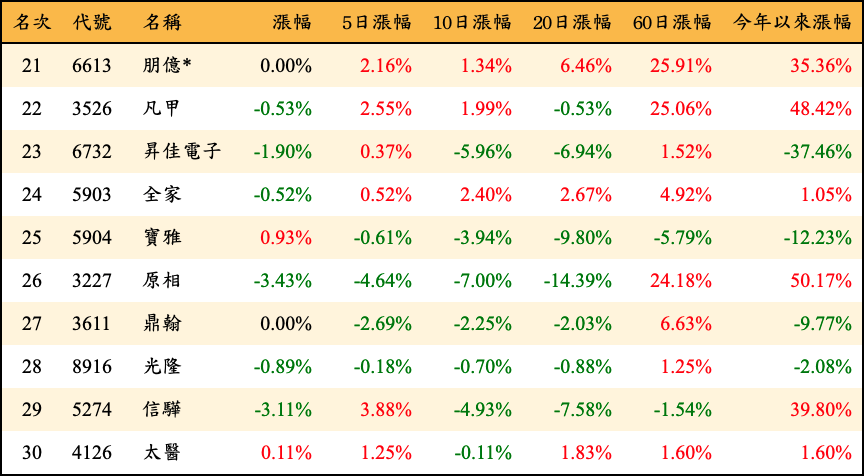 名次 代號 名稱 漲幅 5日漲幅 10日漲幅 20日漲幅 60日漲幅 今年以來漲幅
21 6613 朋億* 0.00% 2.16% 1.34% 6.46% 25.91% 35.36%
22 3526 凡甲 -0.53% 2.55% 1.99% -0.53% 25.06% 48.42%
23 6732 昇佳電子 -1.90% 0.37% -5.96% -6.94% 1.52% -37.46%
24 5903 全家 -0.52% 0.52% 2.40% 2.67% 4.92% 1.05%
25 5904 寶雅 0.93% -0.61% -3.94% -9.80% -5.79% -12.23%
26 3227 原相 -3.43% -4.64% -7.00% -14.39% 24.18% 50.17%
27 3611 鼎翰 0.00% -2.69% -2.25% -2.03% 6.63% -9.77%
28 8916 光隆 -0.89% -0.18% -0.70% -0.88% 1.25% -2.08%
29 5274 信驊 -3.11% 3.88% -4.93% -7.58% -1.54% 39.80%
30 4126 太醫 0.11% 1.25% -0.11% 1.83% 1.60% 1.60%